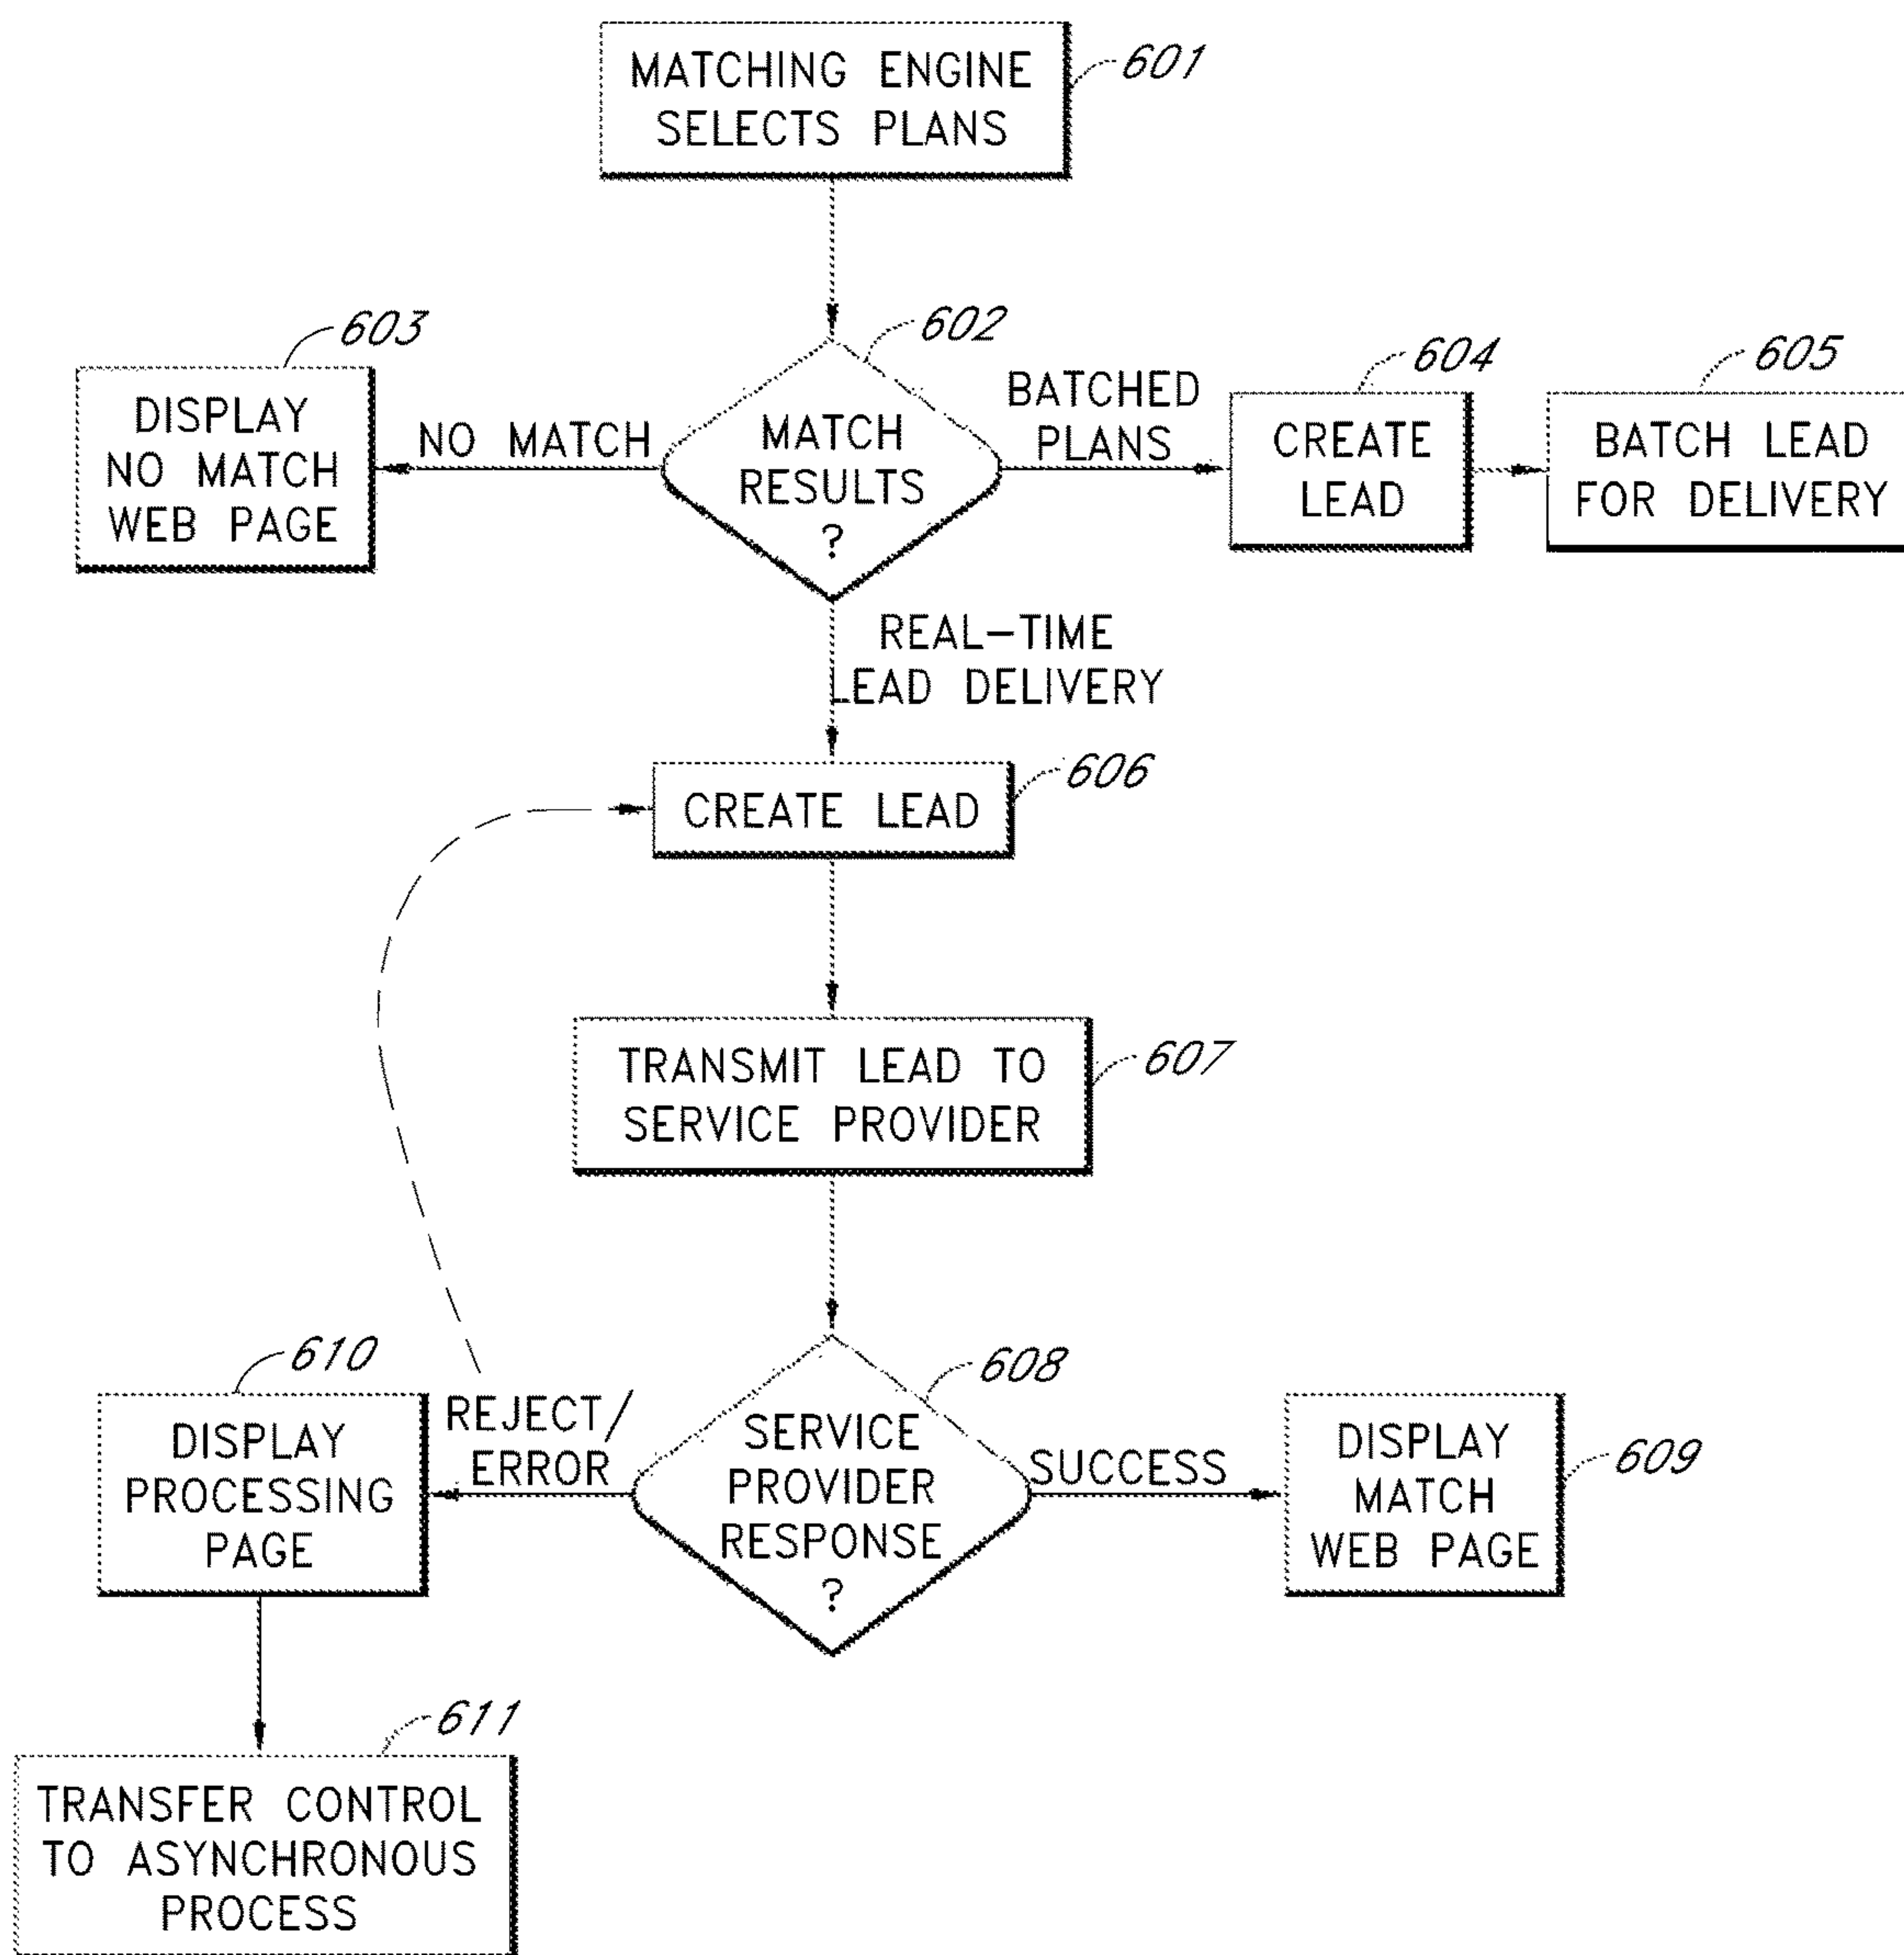 MATCHING ENGINE
SELECTS PLANS
601
602
MATCH
RESULTS
?
NO MATCH
603
DISPLAY
NO MATCH
WEB PAGE
BATCHED
PLANS
604
CREATE
LEAD
605
BATCH LEAD
FOR DELIVERY
REAL-TIME
LEAD DELIVERY
606
CREATE LEAD
607
TRANSMIT LEAD TO
SERVICE PROVIDER
608
SERVICE
PROVIDER
RESPONSE
?
SUCCESS
609
DISPLAY
MATCH
WEB PAGE
REJECT/
ERROR
610
DISPLAY
PROCESSING
PAGE
611
TRANSFER CONTROL
TO ASYNCHRONOUS
PROCESS